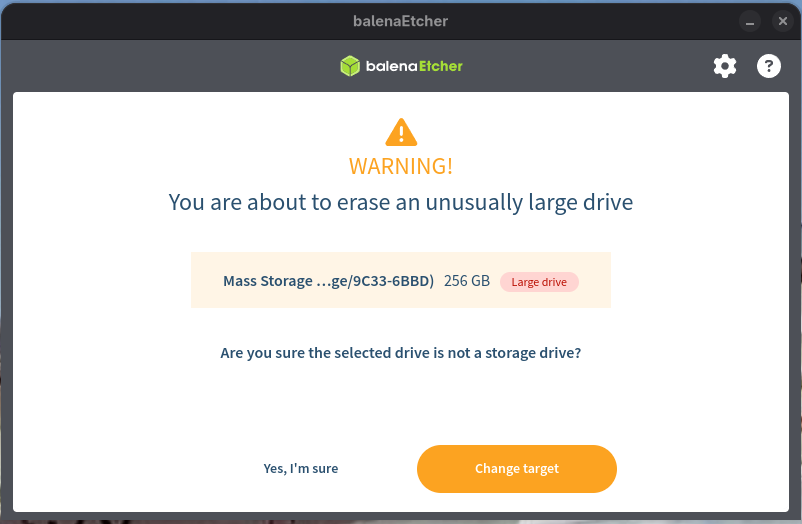 balenaEtcher
balenaEtcher
WARNING!
You are about to erase an unusually large drive
Mass Storage ...ge/9C33-6BBD) 256 GB Large drive
Are you sure the selected drive is not a storage drive?
Yes, I'm sure Change target